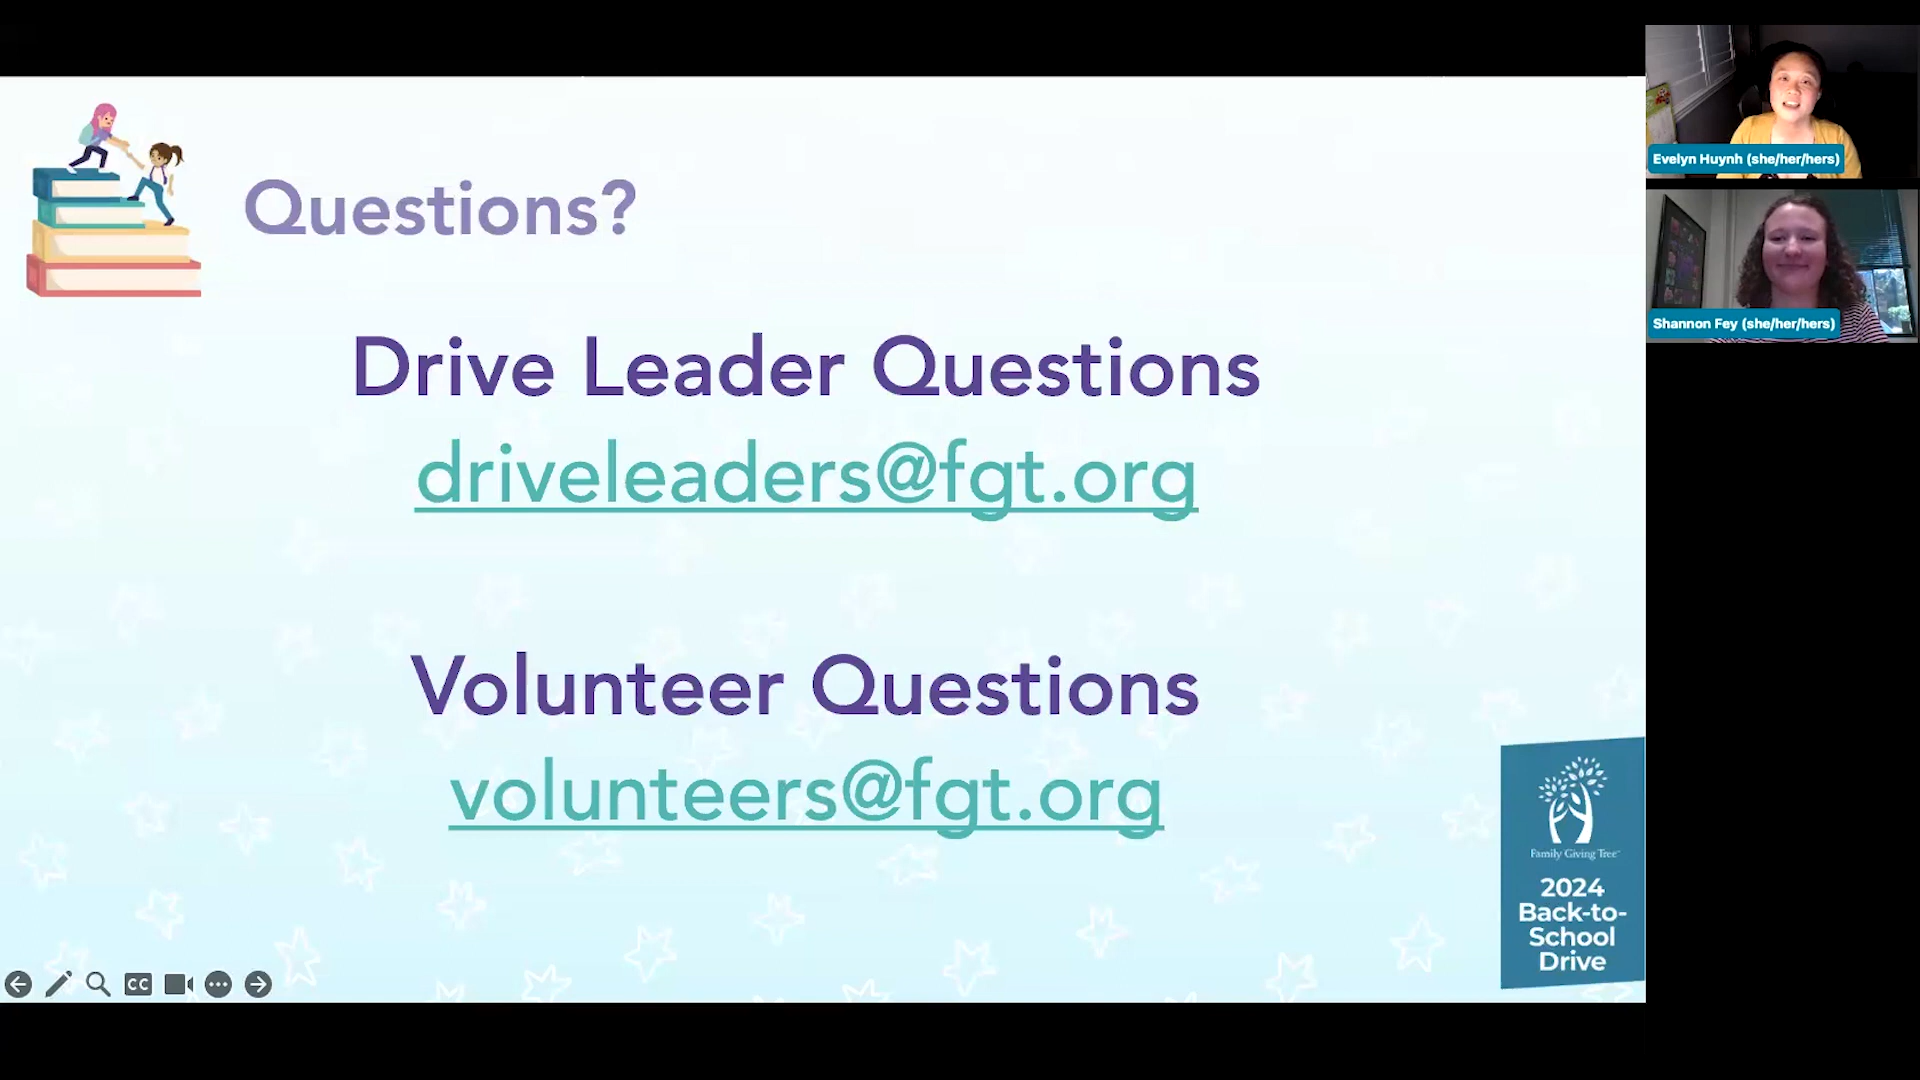 Questions?
Drive Leader Questions
driveleaders@fgt.org
Volunteer Questions
volunteers@fgt.org
Family Giving Tree
2024
Back-to-
School
Drive
CC
Evelyn Huynh (she/her/hers)
Shannon Fey (she/her/hers)